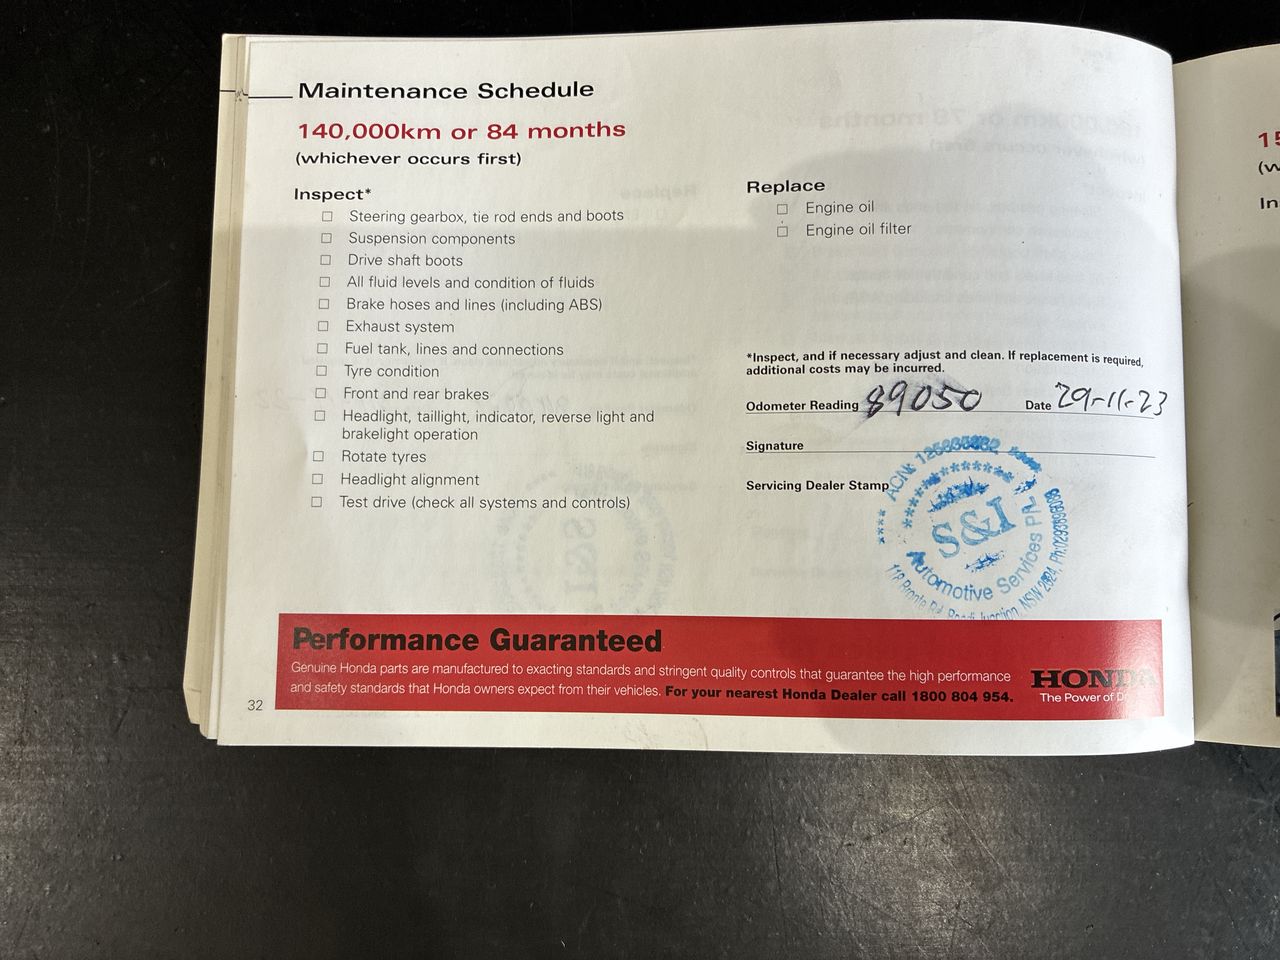 Maintenance Schedule
140,000km or 84 months
(whichever occurs first)
Inspect*
Steering gearbox, tie rod ends and boots
Suspension components
Drive shaft boots
All fluid levels and condition of fluids
Brake hoses and lines (including ABS)
Exhaust system
Fuel tank, lines and connections
Tyre condition
Front and rear brakes
Headlight, taillight, indicator, reverse light and
brakelight operation
Rotate tyres
Headlight alignment
Test drive (check all systems and controls)
Replace
Engine oil
Engine oil filter
*Inspect, and if necessary adjust and clean. If replacement is required,
additional costs may be incurred.
Odometer Reading 89050 Date 29-11-23
Signature
Servicing Dealer Stamp
ACN:
S&I
Automotive Services P/L
NSW
Performance Guaranteed
Genuine Honda parts are manufactured to exacting standards and stringent quality controls that guarantee the high performance
and safety standards that Honda owners expect from their vehicles. For your nearest Honda Dealer call 1800 804 954.
HONDA
The Power of
32
15
(w
In